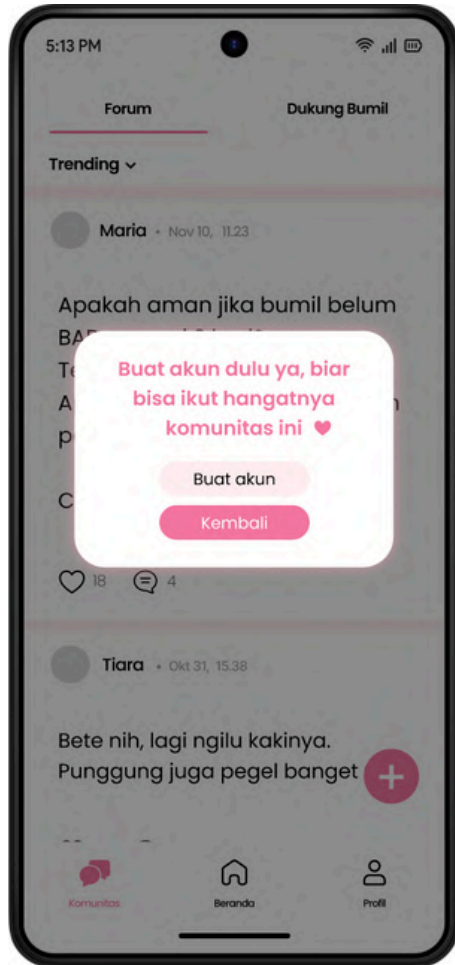 5:13 PM
Forum
Dukung Bumil
Trending
Maria • Nov 10, 11.23
Apakah aman jika bumil belum
Buat akun dulu ya, biar
bisa ikut hangatnya
komunitas ini
Buat akun
Kembali
18
4
Tiara • Okt 31, 15.38
Bete nih, lagi ngilu kakinya.
Punggung juga pegel banget
Komunitas
Beranda
Profil